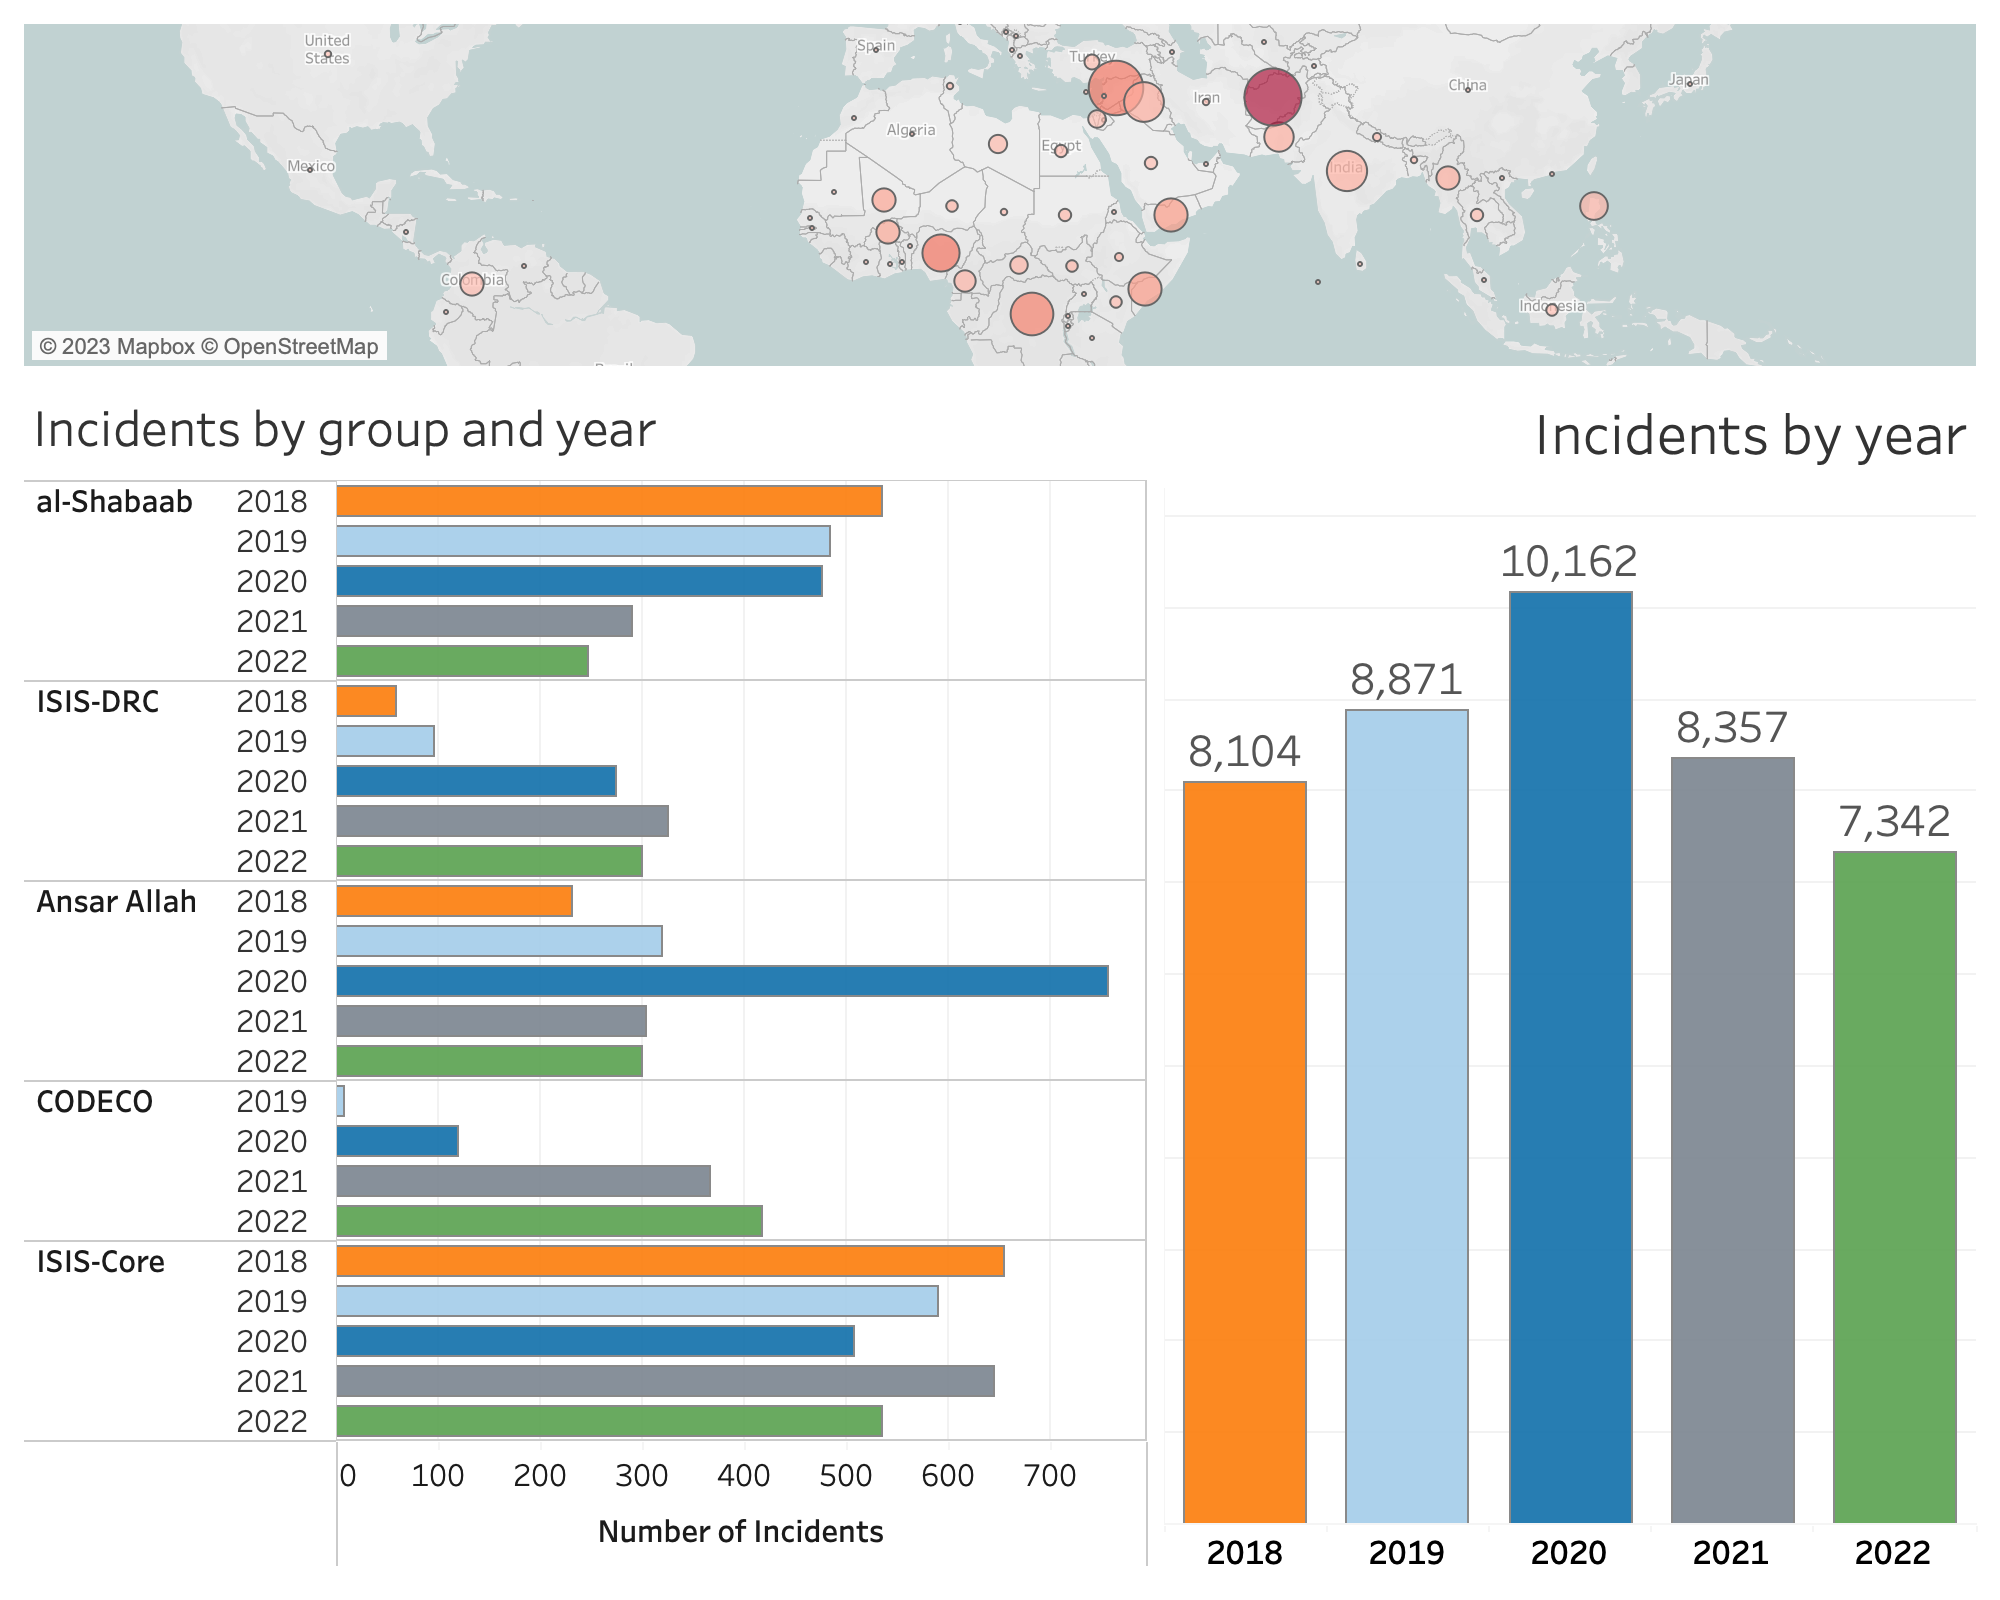 United
States
Mexico
Colombia
Brazil
Spain
Algeria
Turkey
Egypt
Iran
India
China
Japan
Indonesia
© 2023 Mapbox © OpenStreetMap
Incidents by group and year
al-Shabaab 2018
2019
2020
2021
2022
ISIS-DRC 2018
2019
2020
2021
2022
Ansar Allah 2018
2019
2020
2021
2022
CODECO 2019
2020
2021
2022
ISIS-Core 2018
2019
2020
2021
2022
0 100 200 300 400 500 600 700
Number of Incidents
Incidents by year
8,104
8,871
10,162
8,357
7,342
2018 2019 2020 2021 2022